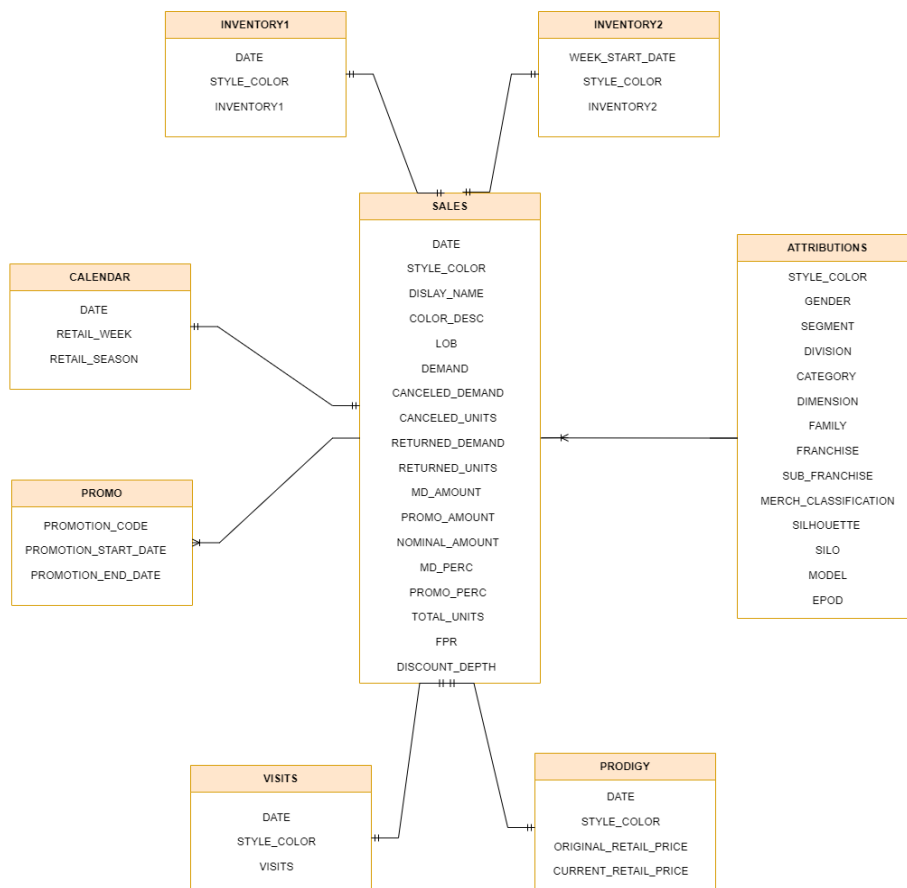 INVENTORY1
DATE
STYLE_COLOR
INVENTORY1
INVENTORY2
WEEK_START_DATE
STYLE_COLOR
INVENTORY2
SALES
DATE
STYLE_COLOR
DISLAY_NAME
COLOR_DESC
LOB
DEMAND
CANCELED_DEMAND
CANCELED_UNITS
RETURNED_DEMAND
RETURNED_UNITS
MD_AMOUNT
PROMO_AMOUNT
NOMINAL_AMOUNT
MD_PERC
PROMO_PERC
TOTAL_UNITS
FPR
DISCOUNT_DEPTH
ATTRIBUTIONS
STYLE_COLOR
GENDER
SEGMENT
DIVISION
CATEGORY
DIMENSION
FAMILY
FRANCHISE
SUB_FRANCHISE
MERCH_CLASSIFICATION
SILHOUETTE
SILO
MODEL
EPOD
CALENDAR
DATE
RETAIL_WEEK
RETAIL_SEASON
PROMO
PROMOTION_CODE
PROMOTION_START_DATE
PROMOTION_END_DATE
VISITS
DATE
STYLE_COLOR
VISITS
PRODIGY
DATE
STYLE_COLOR
ORIGINAL_RETAIL_PRICE
CURRENT_RETAIL_PRICE